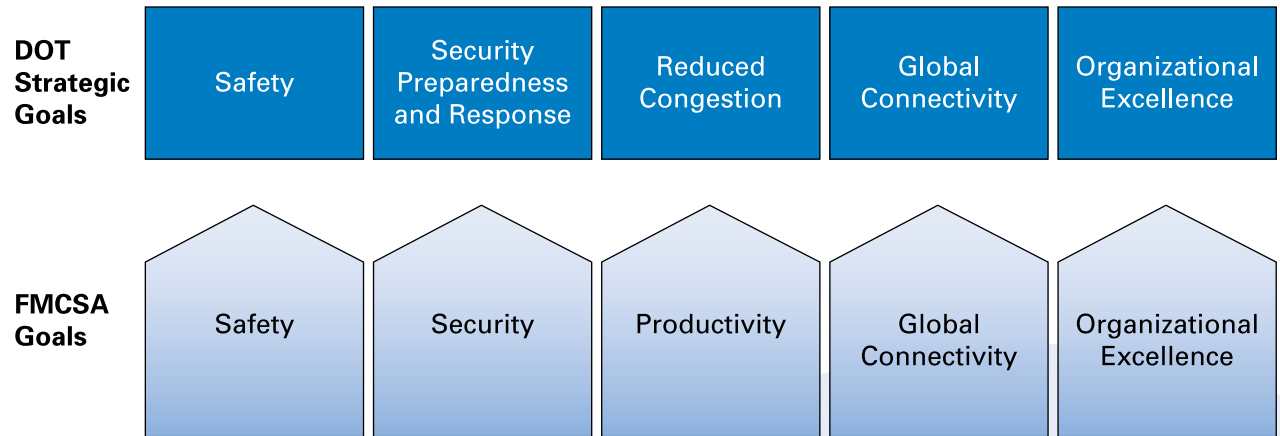 DOT
Strategic
Goals
Safety
Security
Preparedness
and Response
Reduced
Congestion
Global
Connectivity
Organizational
Excellence
FMCSA
Goals
Safety
Security
Productivity
Global
Connectivity
Organizational
Excellence